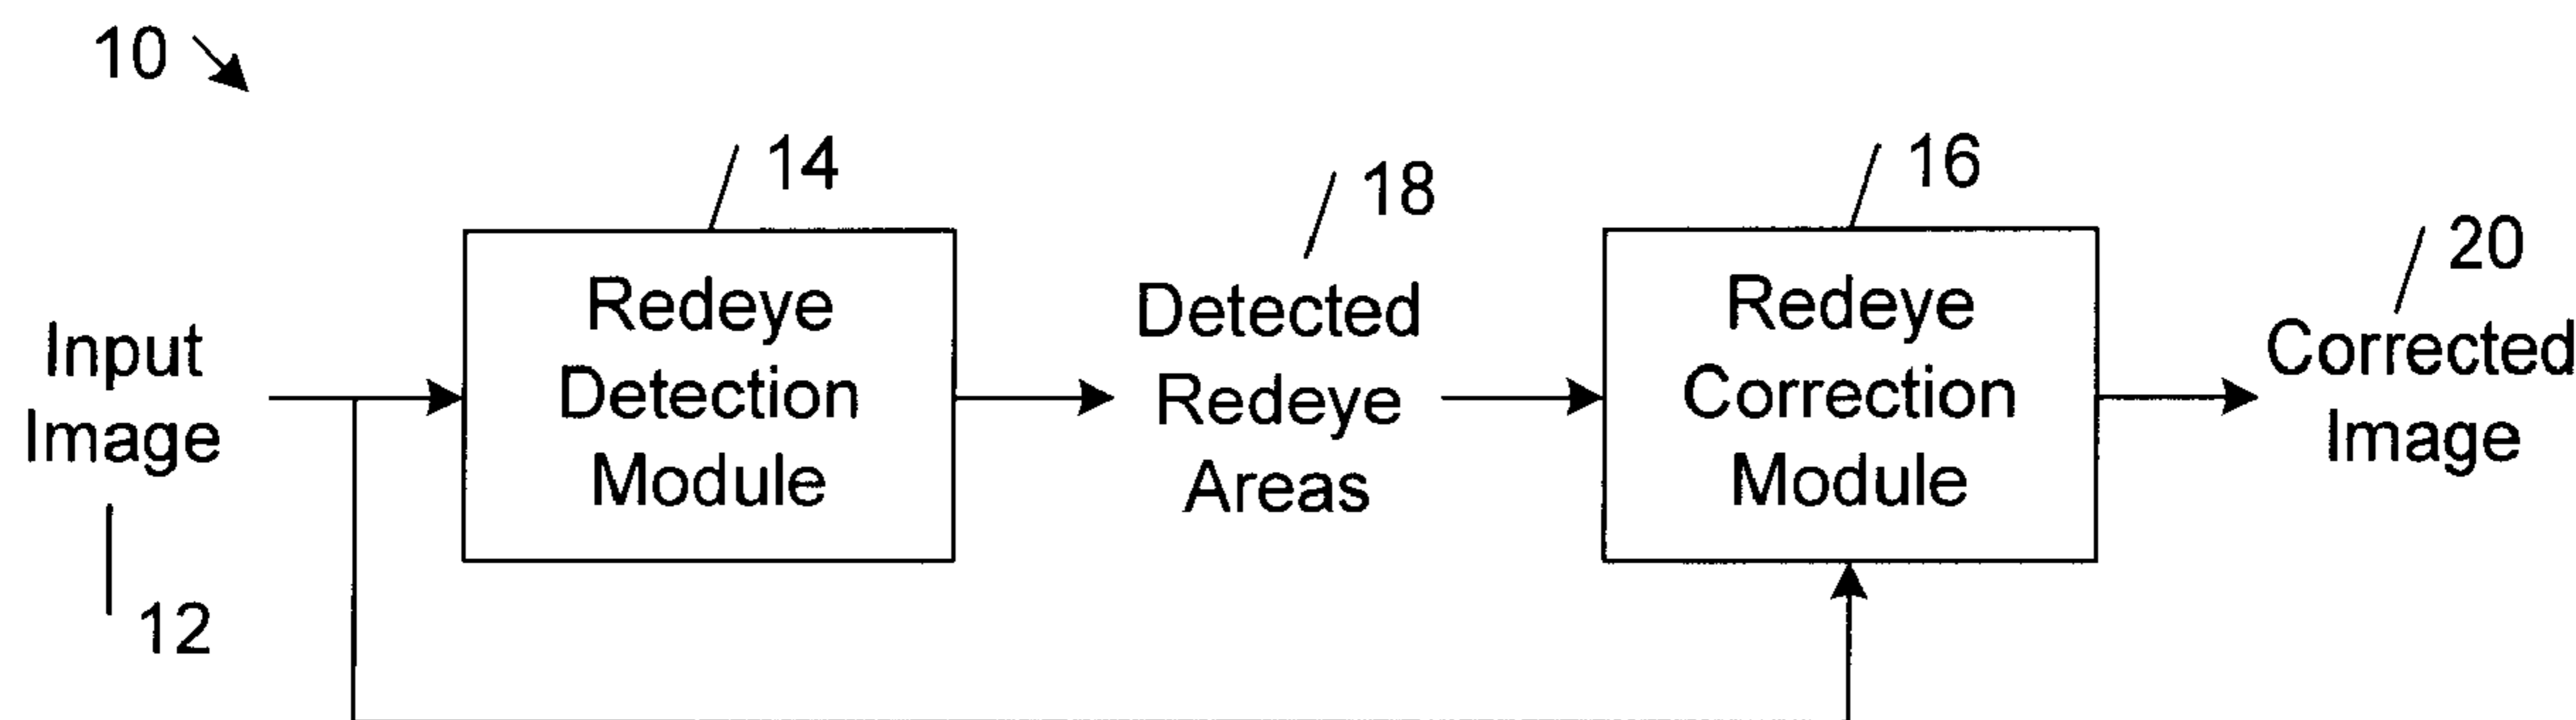 10
14
18
16
20
Input
Image
12
Redeye
Detection
Module
Detected
Redeye
Areas
Redeye
Correction
Module
Corrected
Image